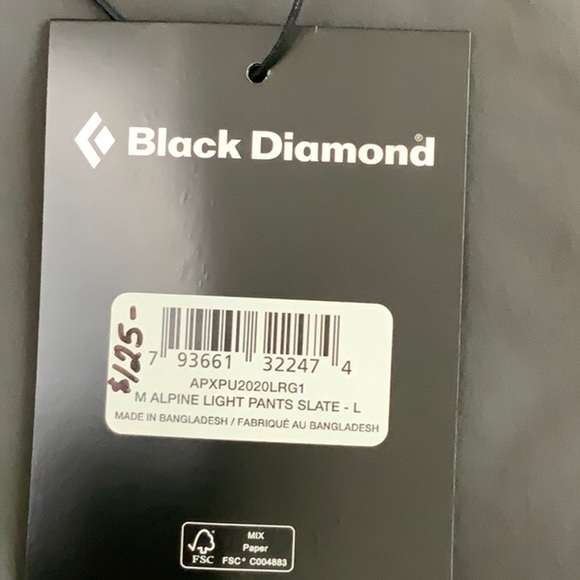 Black Diamond®
$125-
7 93661 32247 4
APXPU2020LRG1
M ALPINE LIGHT PANTS SLATE - L
MADE IN BANGLADESH / FABRIQUÉ AU BANGLADESH
MIX
Paper
FSC FSC® C004883